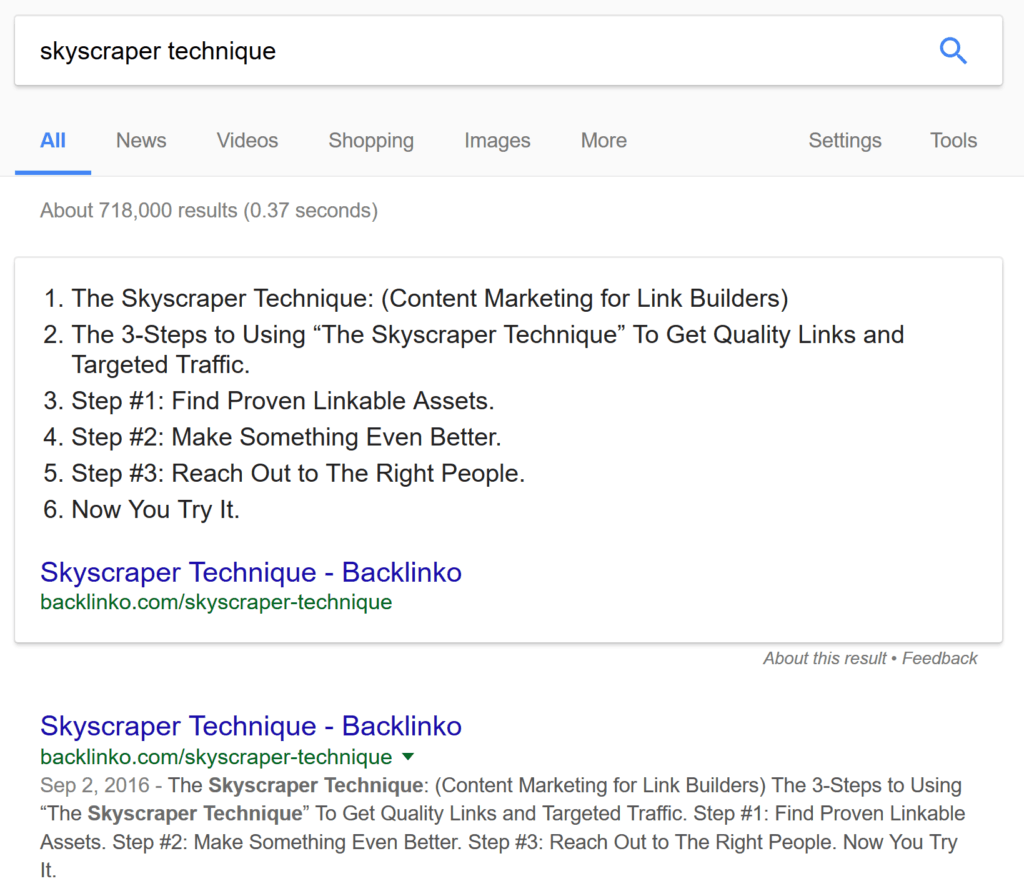 skyscraper technique
All News Videos Shopping Images More Settings Tools
About 718,000 results (0.37 seconds)
1. The Skyscraper Technique: (Content Marketing for Link Builders)
2. The 3-Steps to Using “The Skyscraper Technique” To Get Quality Links and
Targeted Traffic.
3. Step #1: Find Proven Linkable Assets.
4. Step #2: Make Something Even Better.
5. Step #3: Reach Out to The Right People.
6. Now You Try It.
Skyscraper Technique - Backlinko
backlinko.com/skyscraper-technique
About this result • Feedback
Skyscraper Technique - Backlinko
backlinko.com/skyscraper-technique
Sep 2, 2016 - The Skyscraper Technique: (Content Marketing for Link Builders) The 3-Steps to Using
“The Skyscraper Technique” To Get Quality Links and Targeted Traffic. Step #1: Find Proven Linkable
Assets. Step #2: Make Something Even Better. Step #3: Reach Out to The Right People. Now You Try
It.